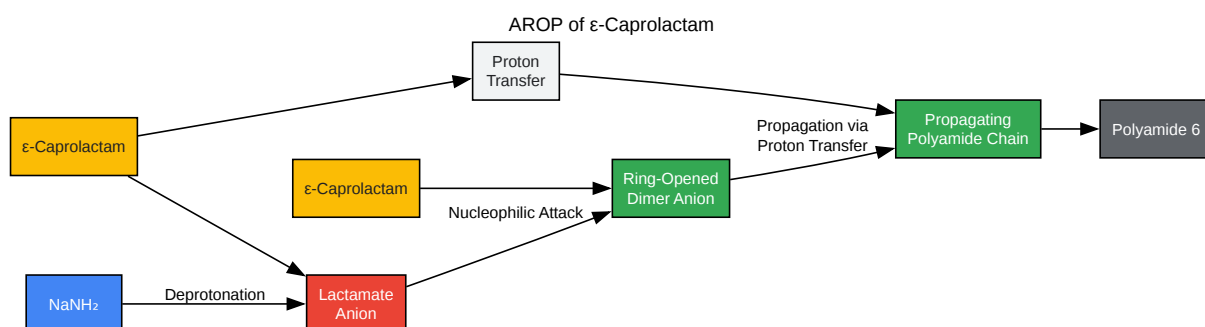 AROP of ε-Caprolactam
Proton
Transfer
ε-Caprolactam
Propagation via
Proton Transfer
Propagating
Polyamide Chain
Polyamide 6
ε-Caprolactam
Nucleophilic Attack
Ring-Opened
Dimer Anion
NaNH₂
Deprotonation
Lactamate
Anion